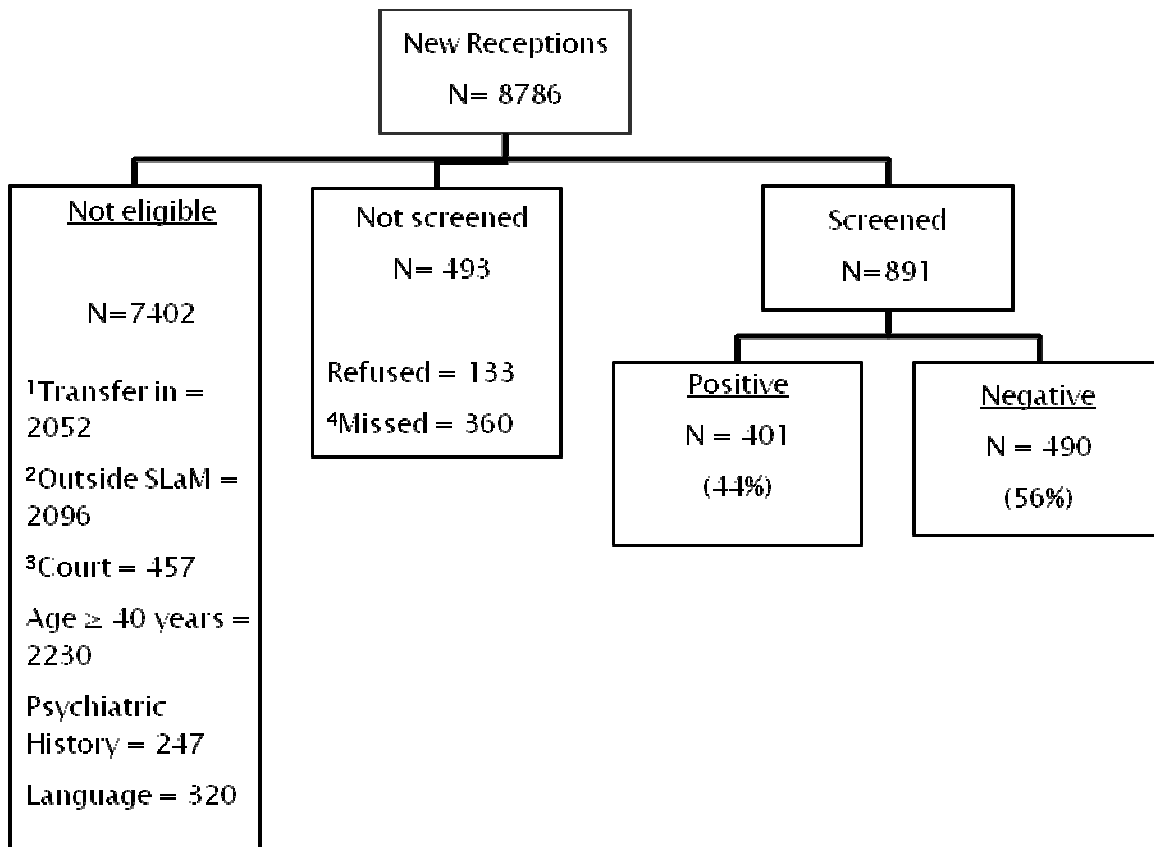 New Receptions
N= 8786
Not eligible
N=7402
¹Transfer in =
2052
²Outside SLaM =
2096
³Court = 457
Age ≥ 40 years =
2230
Psychiatric
History = 247
Language = 320
Not screened
N= 493
Refused = 133
⁴Missed = 360
Screened
N=891
Positive
N = 401
(44%)
Negative
N = 490
(56%)